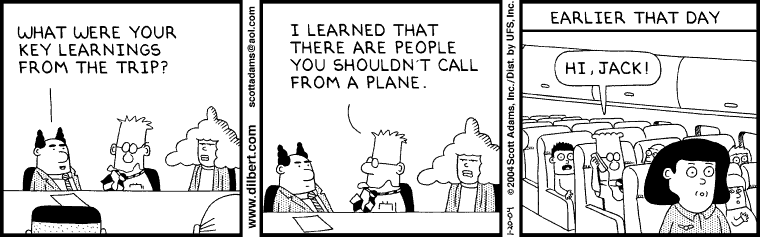 WHAT WERE YOUR
KEY LEARNINGS
FROM THE TRIP?
www.dilbert.com
scottadams@aol.com
I LEARNED THAT
THERE ARE PEOPLE
YOU SHOULDN'T CALL
FROM A PLANE.
1-20-04
© 2004 Scott Adams, Inc./Dist. by UFS, Inc.
EARLIER THAT DAY
HI, JACK!